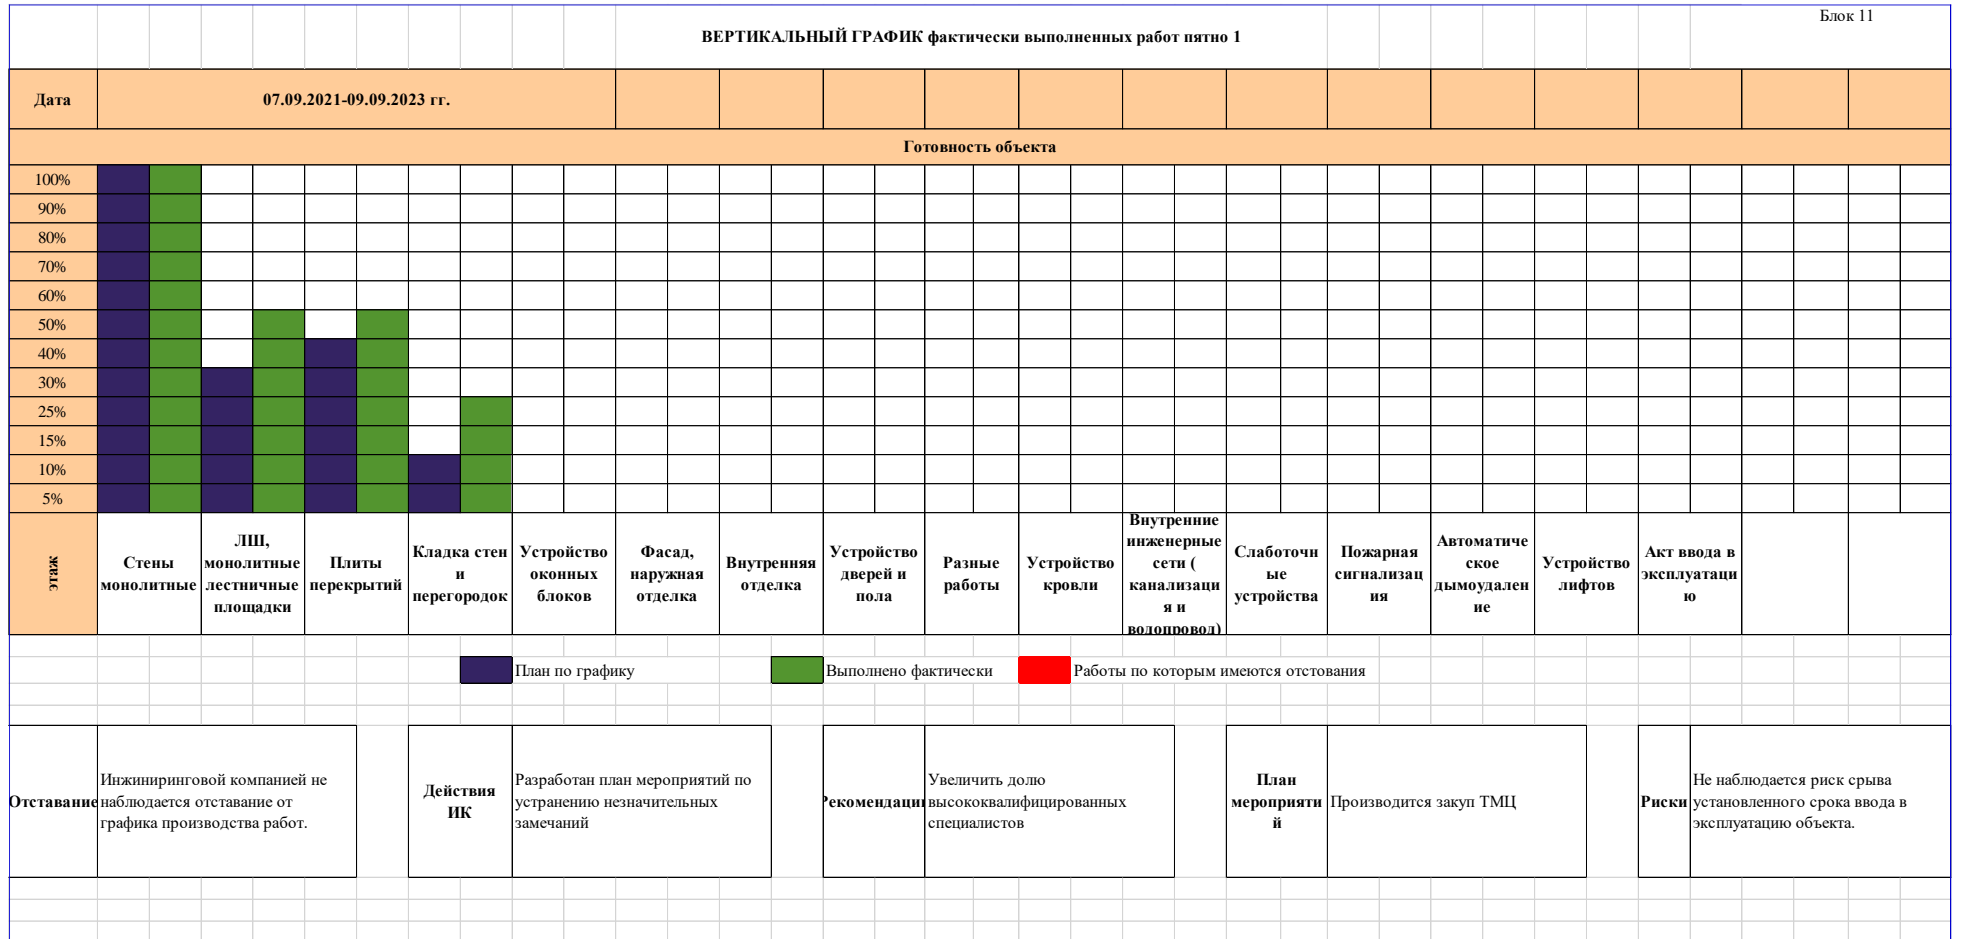 Блок 11
ВЕРТИКАЛЬНЫЙ ГРАФИК фактически выполненных работ пятно 1
Дата
07.09.2021-09.09.2023 гг.
Готовность объекта
100%
90%
80%
70%
60%
50%
40%
30%
25%
15%
10%
5%
этаж
Стены
монолитные
ЛШ,
монолитные
лестничные
площадки
Плиты
перекрытий
Кладка стен
и
перегородок
Устройство
оконных
блоков
Фасад,
наружная
отделка
Внутренняя
отделка
Устройство
дверей и
пола
Разные
работы
Устройство
кровли
Внутренние
инженерные
сети (
канализаци
я и
водопровод)
Слаботочн
ые
устройства
Пожарная
сигнализац
ия
Автоматиче
ское
дымоудален
ие
Устройство
лифтов
Акт ввода в
эксплуатаци
ю
План по графику
Выполнено фактически
Работы по которым имеются отстования
Отставание
Инжиниринговой компанией не
наблюдается отставание от
графика производства работ.
Действия
ИК
Разработан план мероприятий по
устранению незначительных
замечаний
Рекомендации
Увеличить долю
высококвалифицированных
специалистов
План
мероприяти
й
Производится закуп ТМЦ
Риски
Не наблюдается риск срыва
установленного срока ввода в
эксплуатацию объекта.